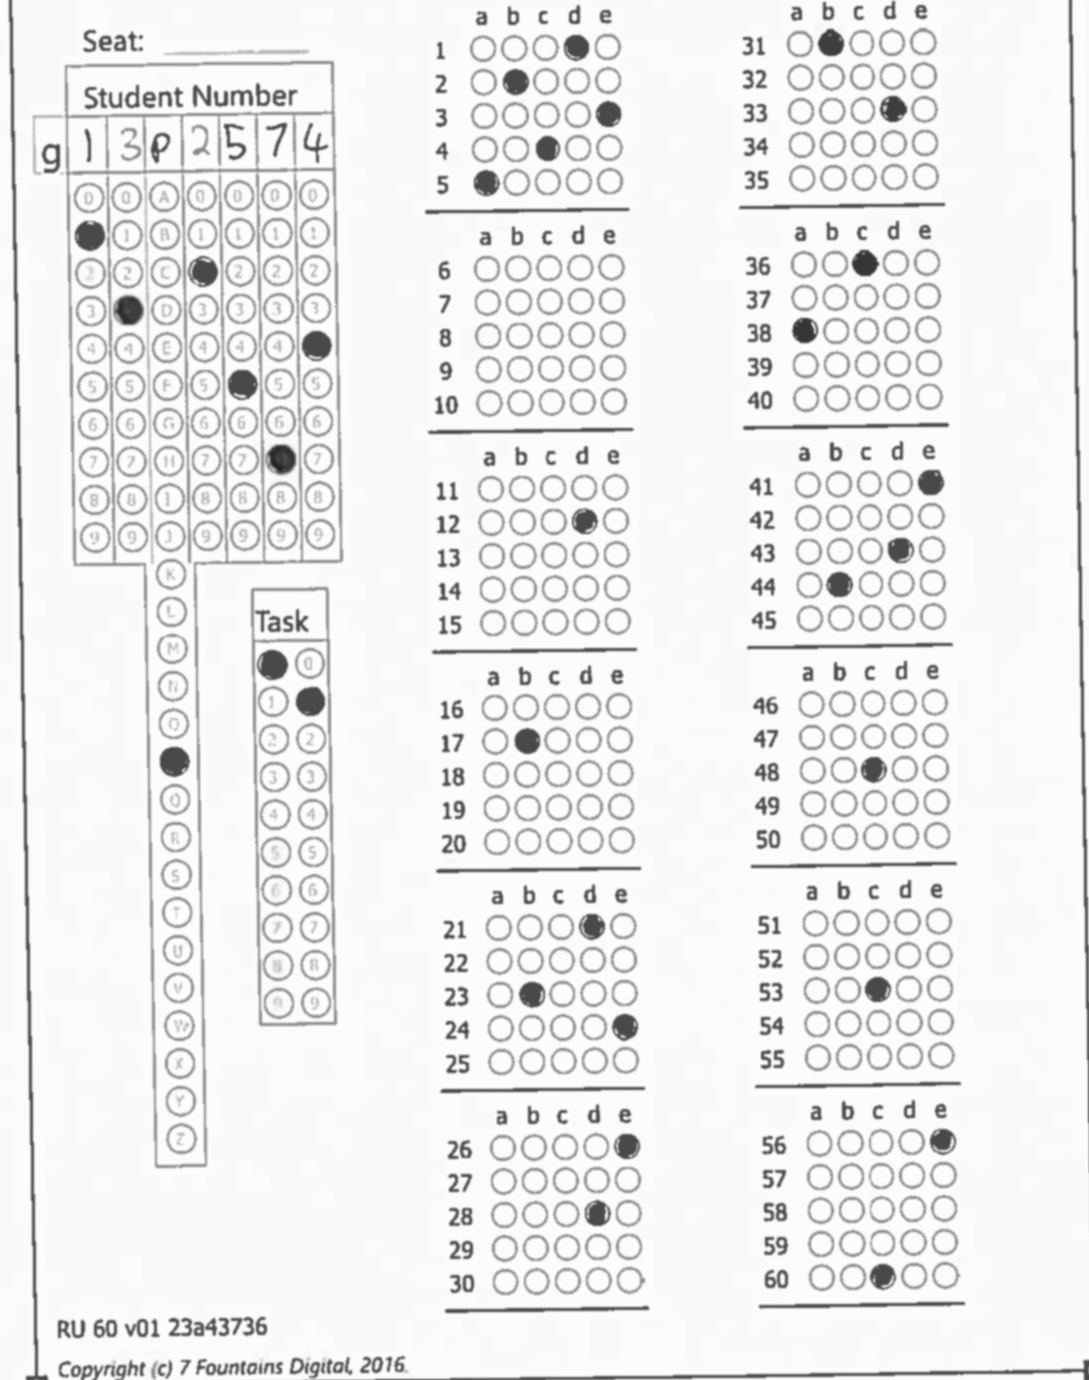 Seat:
Student Number
g 1 3 p 2 5 7 4
0 0 A 0 0 0 0
1 B 1 1 1 1
2 2 C 2 2 2
3 D 3 3 3 3
4 4 E 4 4 4
5 5 F 5 5 5
6 6 G 6 6 6 6
7 7 H 7 7 7
8 8 I 8 8 8 8
9 9 J 9 9 9 9
K
L
M
N
O
Q
R
S
T
U
V
W
X
Y
Z
Task
0
1
2 2
3 3
4 4
5 5
6 6
7 7
8 8
9 9
a b c d e
1
2
3
4
5
a b c d e
6
7
8
9
10
a b c d e
11
12
13
14
15
a b c d e
16
17
18
19
20
a b c d e
21
22
23
24
25
a b c d e
26
27
28
29
30
a b c d e
31
32
33
34
35
a b c d e
36
37
38
39
40
a b c d e
41
42
43
44
45
a b c d e
46
47
48
49
50
a b c d e
51
52
53
54
55
a b c d e
56
57
58
59
60
RU 60 v01 23a43736
Copyright (c) 7 Fountains Digital, 2016.